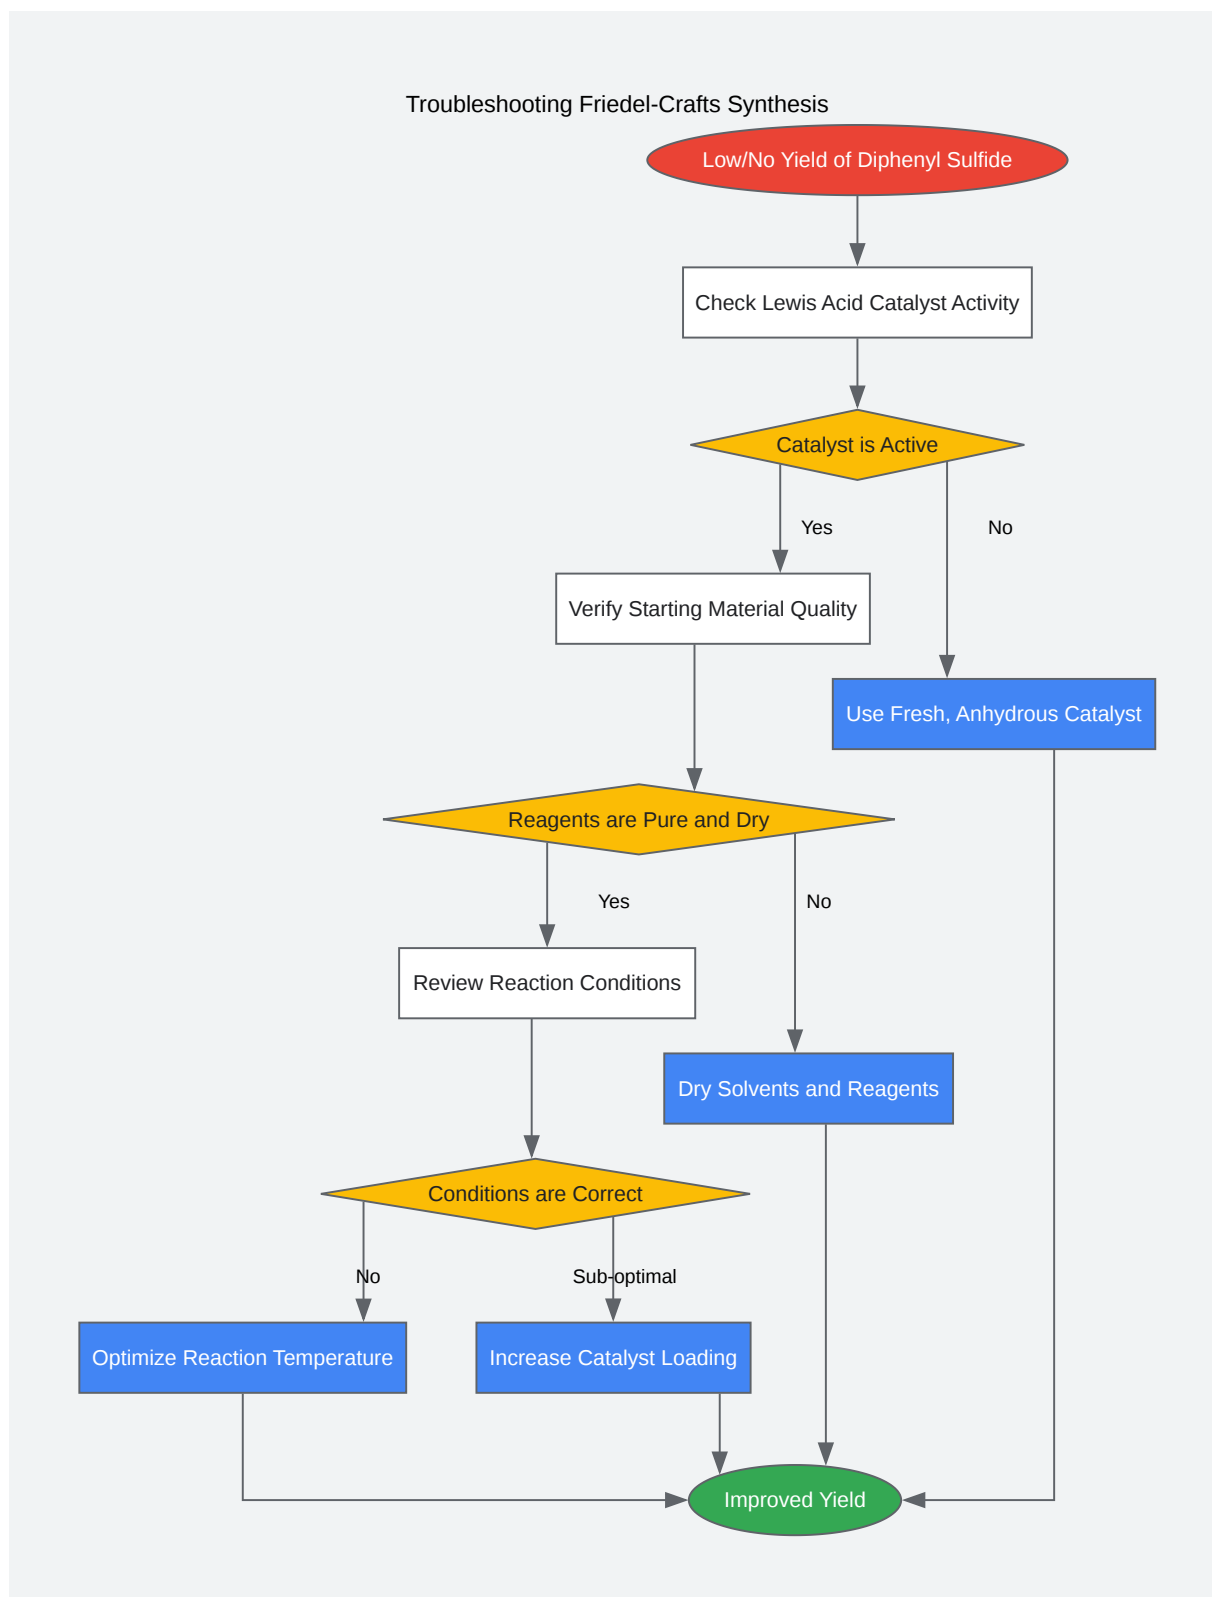 Troubleshooting Friedel-Crafts Synthesis
Low/No Yield of Diphenyl Sulfide
Check Lewis Acid Catalyst Activity
Catalyst is Active
Yes
No
Verify Starting Material Quality
Use Fresh, Anhydrous Catalyst
Reagents are Pure and Dry
Yes
No
Review Reaction Conditions
Dry Solvents and Reagents
Conditions are Correct
No
Sub-optimal
Optimize Reaction Temperature
Increase Catalyst Loading
Improved Yield